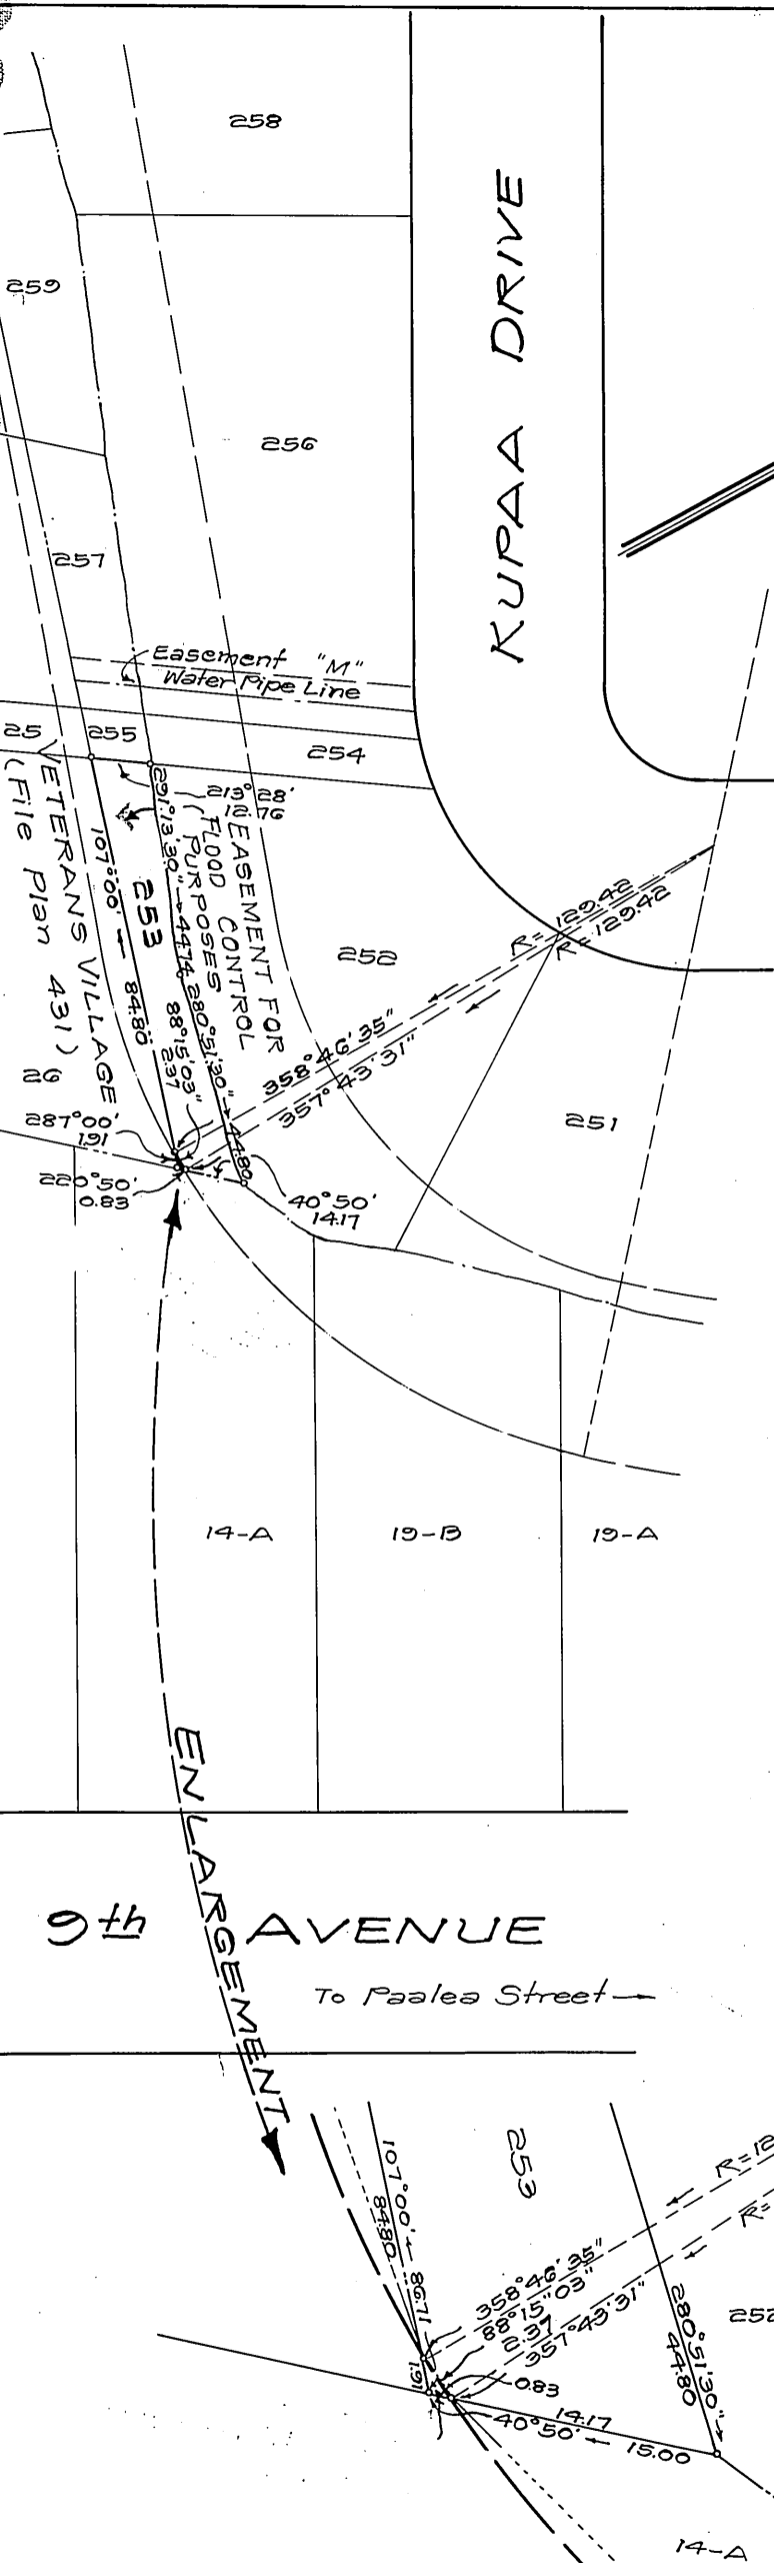 258
KUPAA DRIVE
259
256
257
Easement "M"
Water Pipe Line
25
255
254
213° 28'
12.76
VETERANS VILLAGE
(File Plan 431)
107°00' 84.80
253
291°13'30" 44.74
280°51'30" 44.80
EASEMENT FOR
FLOOD CONTROL
PURPOSES
R= 129.42
R= 129.42
252
88°15'03"
2.37
358°46'35"
357°43'31"
26
251
287°00'
1.91
220°50'
0.83
40°50'
14.17
14-A
19-B
19-A
ENLARGEMENT
9th AVENUE
To Paalea Street
253
107°00' 86.71
84.80
R=12
R=
358°46'35"
88°15'03"
2.37
357°43'31"
280°51'30"
44.80
252
1.91
0.83
14.17
40°50' 15.00
14-A